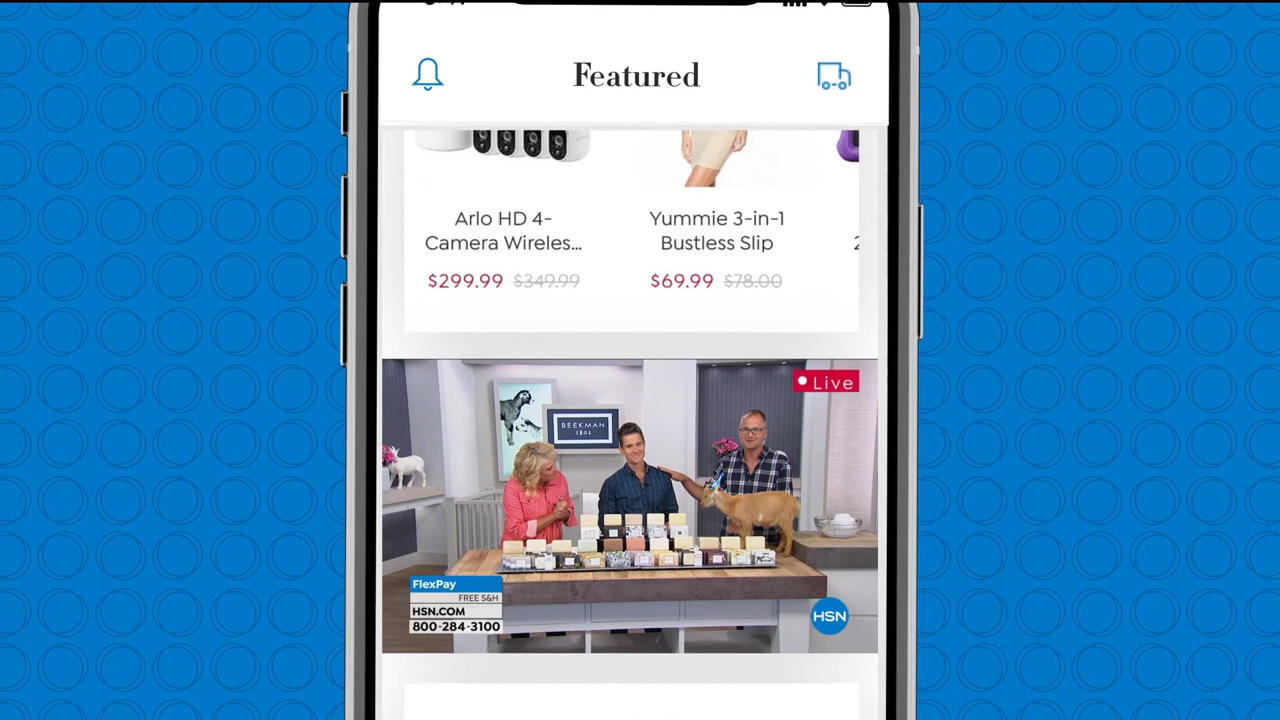 Featured
Arlo HD 4-
Camera Wireles...
$299.99 $349.99
Yummie 3-in-1
Bustless Slip
$69.99 $78.00
Live
BEEKMAN
1802
FlexPay
FREE S&H
HSN.COM
800-284-3100
HSN